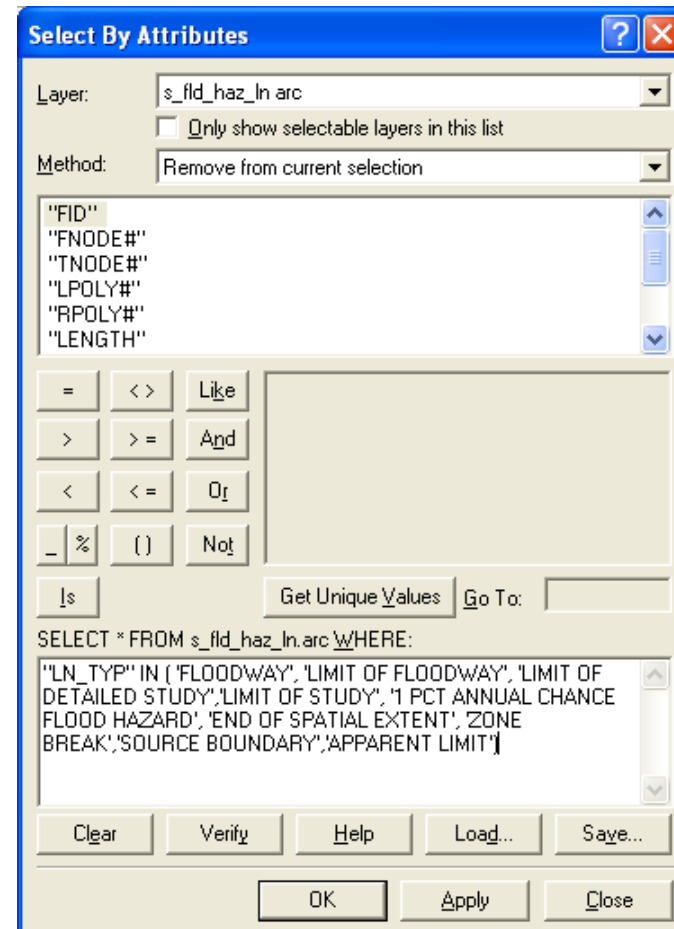 Select By Attributes
Layer: s_fld_haz_ln arc
Only show selectable layers in this list
Method: Remove from current selection
"FID"
"FNODE#"
"TNODE#"
"LPOLY#"
"RPOLY#"
"LENGTH"
= < > Like
> > = And
< < = Or
_ % ( ) Not
Is Get Unique Values Go To:
SELECT * FROM s_fld_haz_ln.arc WHERE:
"LN_TYP" IN ( 'FLOODWAY', 'LIMIT OF FLOODWAY', 'LIMIT OF
DETAILED STUDY','LIMIT OF STUDY', '1 PCT ANNUAL CHANCE
FLOOD HAZARD', 'END OF SPATIAL EXTENT', 'ZONE
BREAK','SOURCE BOUNDARY','APPARENT LIMIT')
Clear Verify Help Load... Save...
OK Apply Close